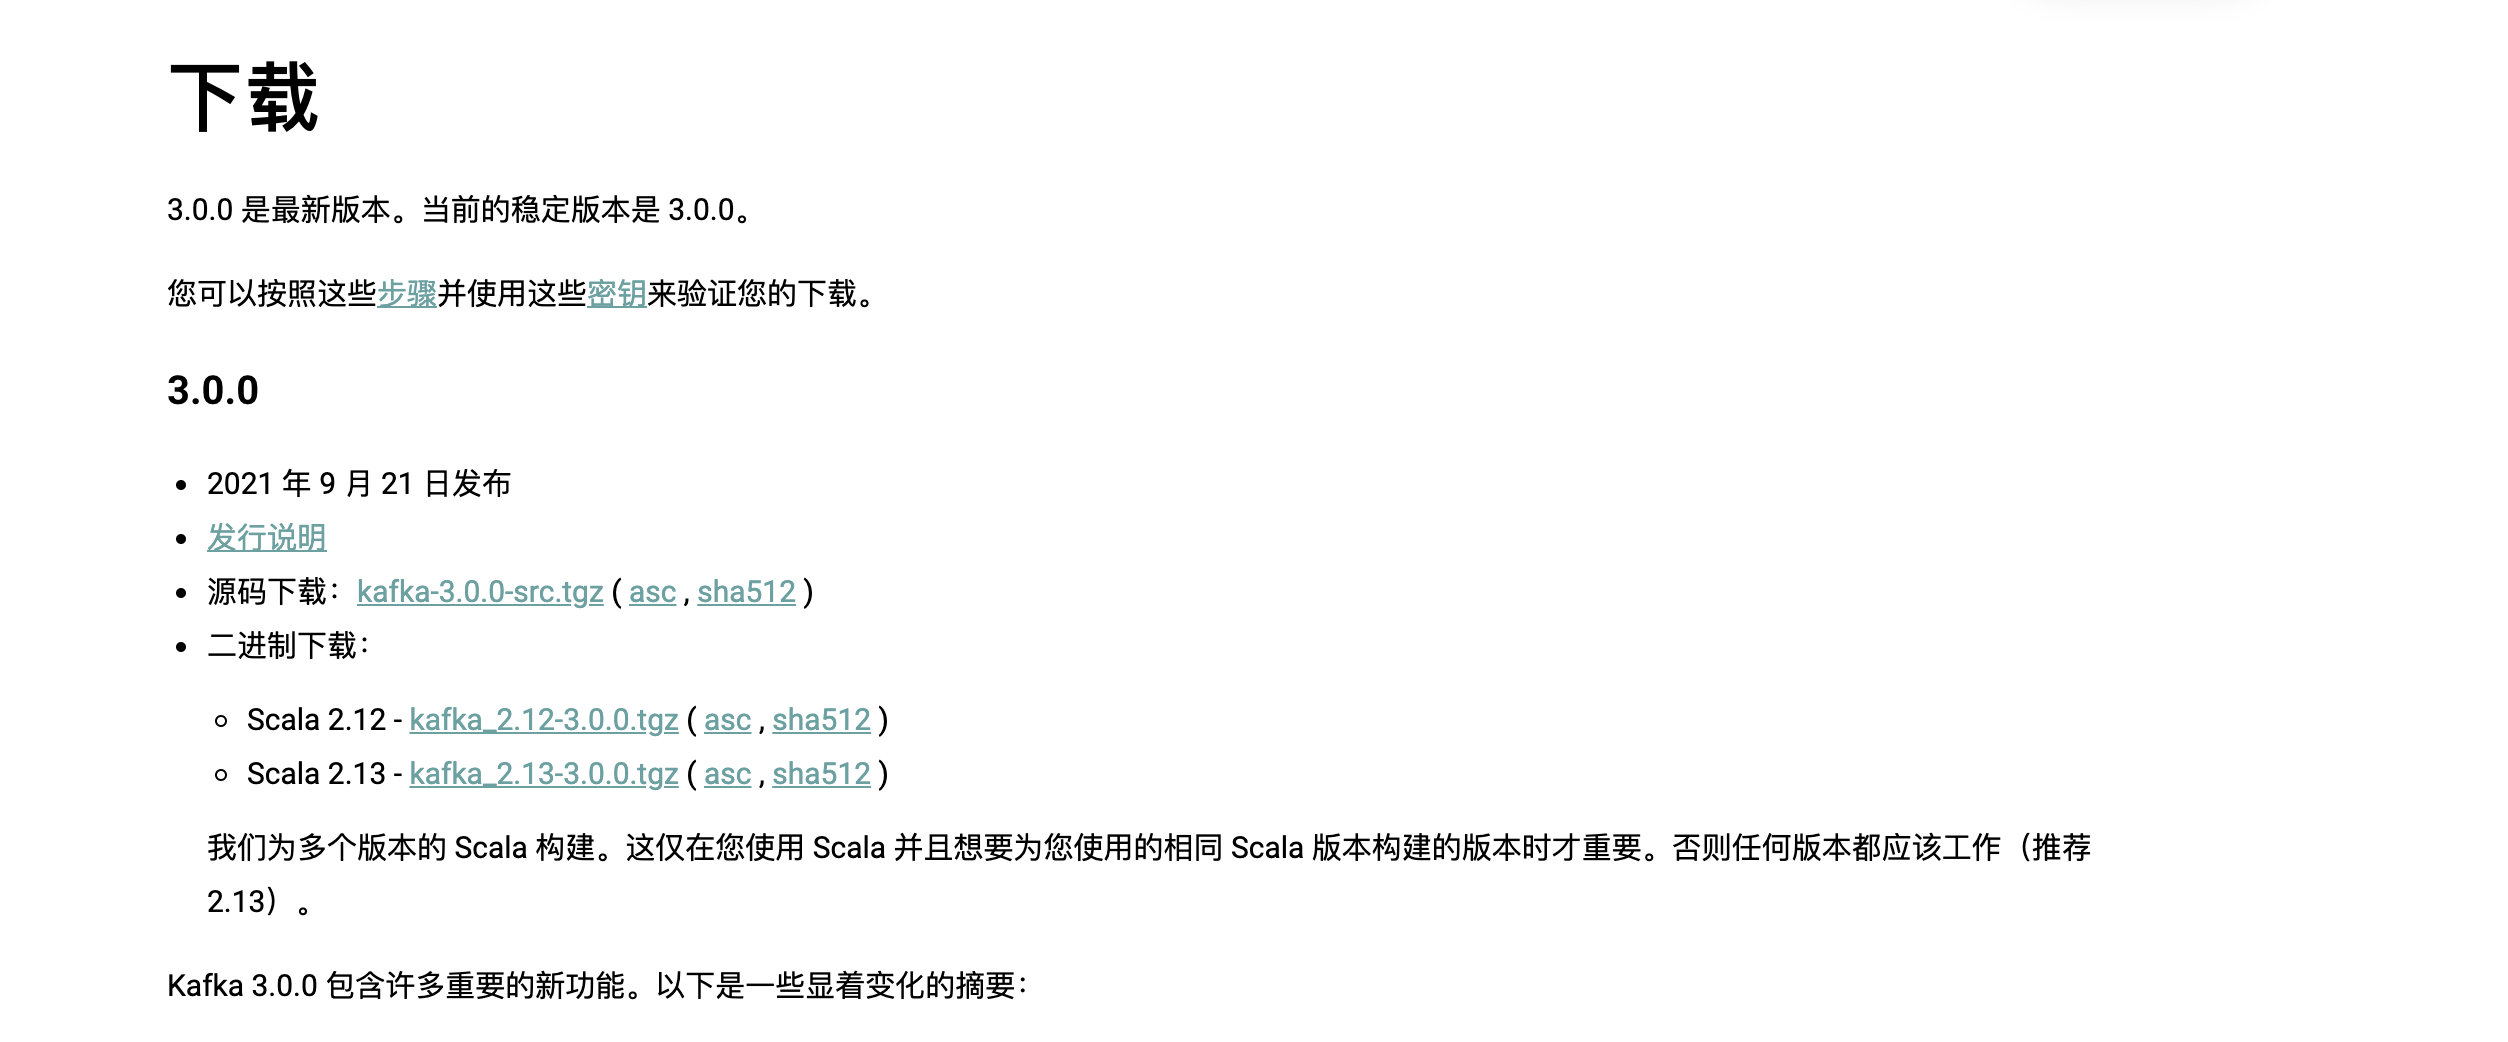 下载
3.0.0 是最新版本。当前的稳定版本是 3.0.0。
您可以按照这些步骤并使用这些密钥来验证您的下载。
3.0.0
2021 年 9 月 21 日发布
发行说明
源码下载： kafka-3.0.0-src.tgz ( asc , sha512 )
二进制下载：
Scala 2.12 - kafka_2.12-3.0.0.tgz ( asc , sha512 )
Scala 2.13 - kafka_2.13-3.0.0.tgz ( asc , sha512 )
我们为多个版本的 Scala 构建。这仅在您使用 Scala 并且想要为您使用的相同 Scala 版本构建的版本时才重要。否则任何版本都应该工作（推荐
2.13） 。
Kafka 3.0.0 包含许多重要的新功能。以下是一些显着变化的摘要：